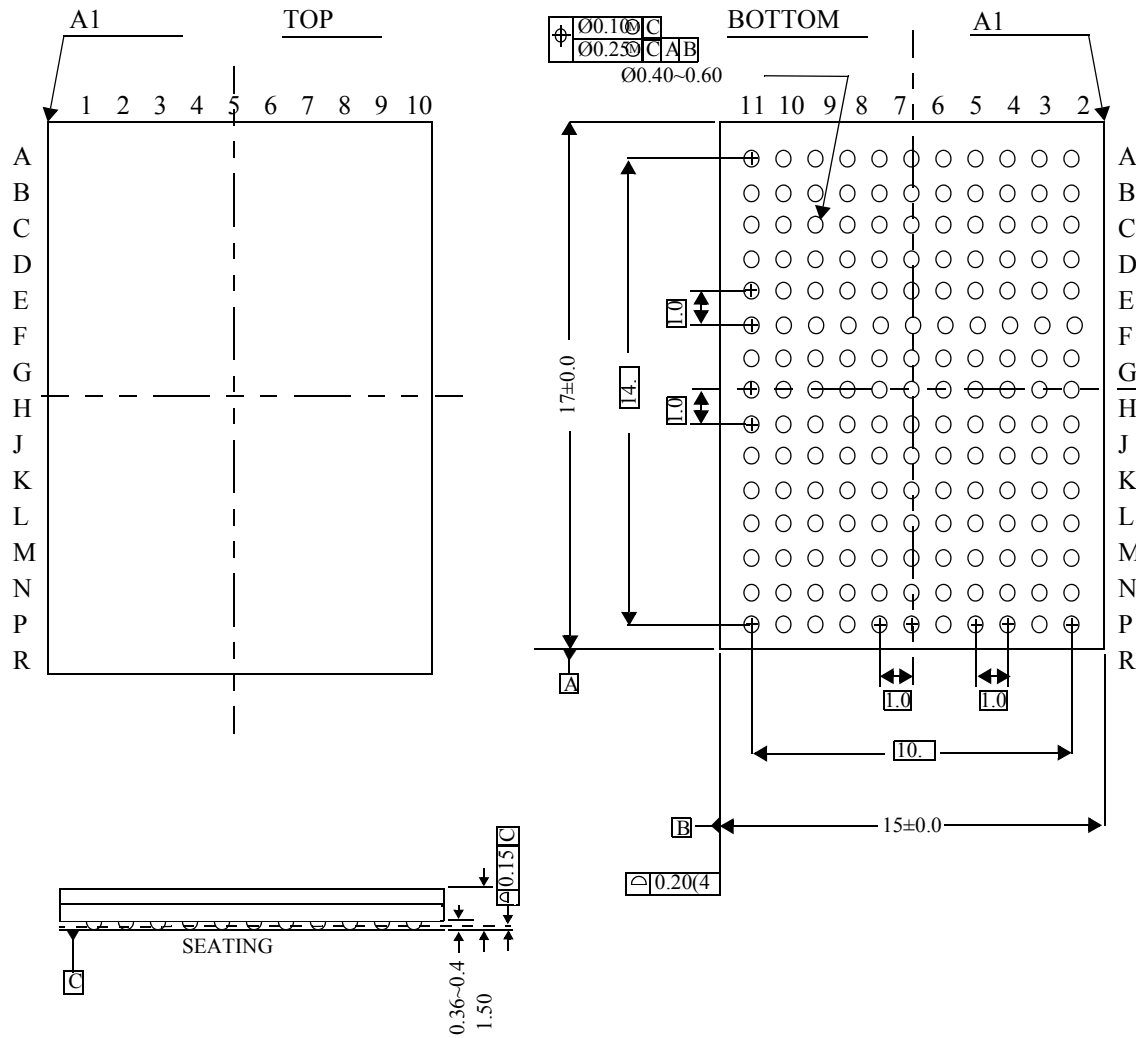 A1
TOP
Ø0.10Ⓜ C
Ø0.25Ⓜ C A B
BOTTOM
A1
Ø0.40~0.60
1 2 3 4 5 6 7 8 9 10
11 10 9 8 7 6 5 4 3 2
A
B
C
D
E
F
G
H
J
K
L
M
N
P
R
17±0.0
14.
1.0
1.0
A
B
C
D
E
F
G
H
J
K
L
M
N
P
R
A
1.0
1.0
10.
B
15±0.0
0.20(4
0.15 C
SEATING
C
0.36~0.4
1.50